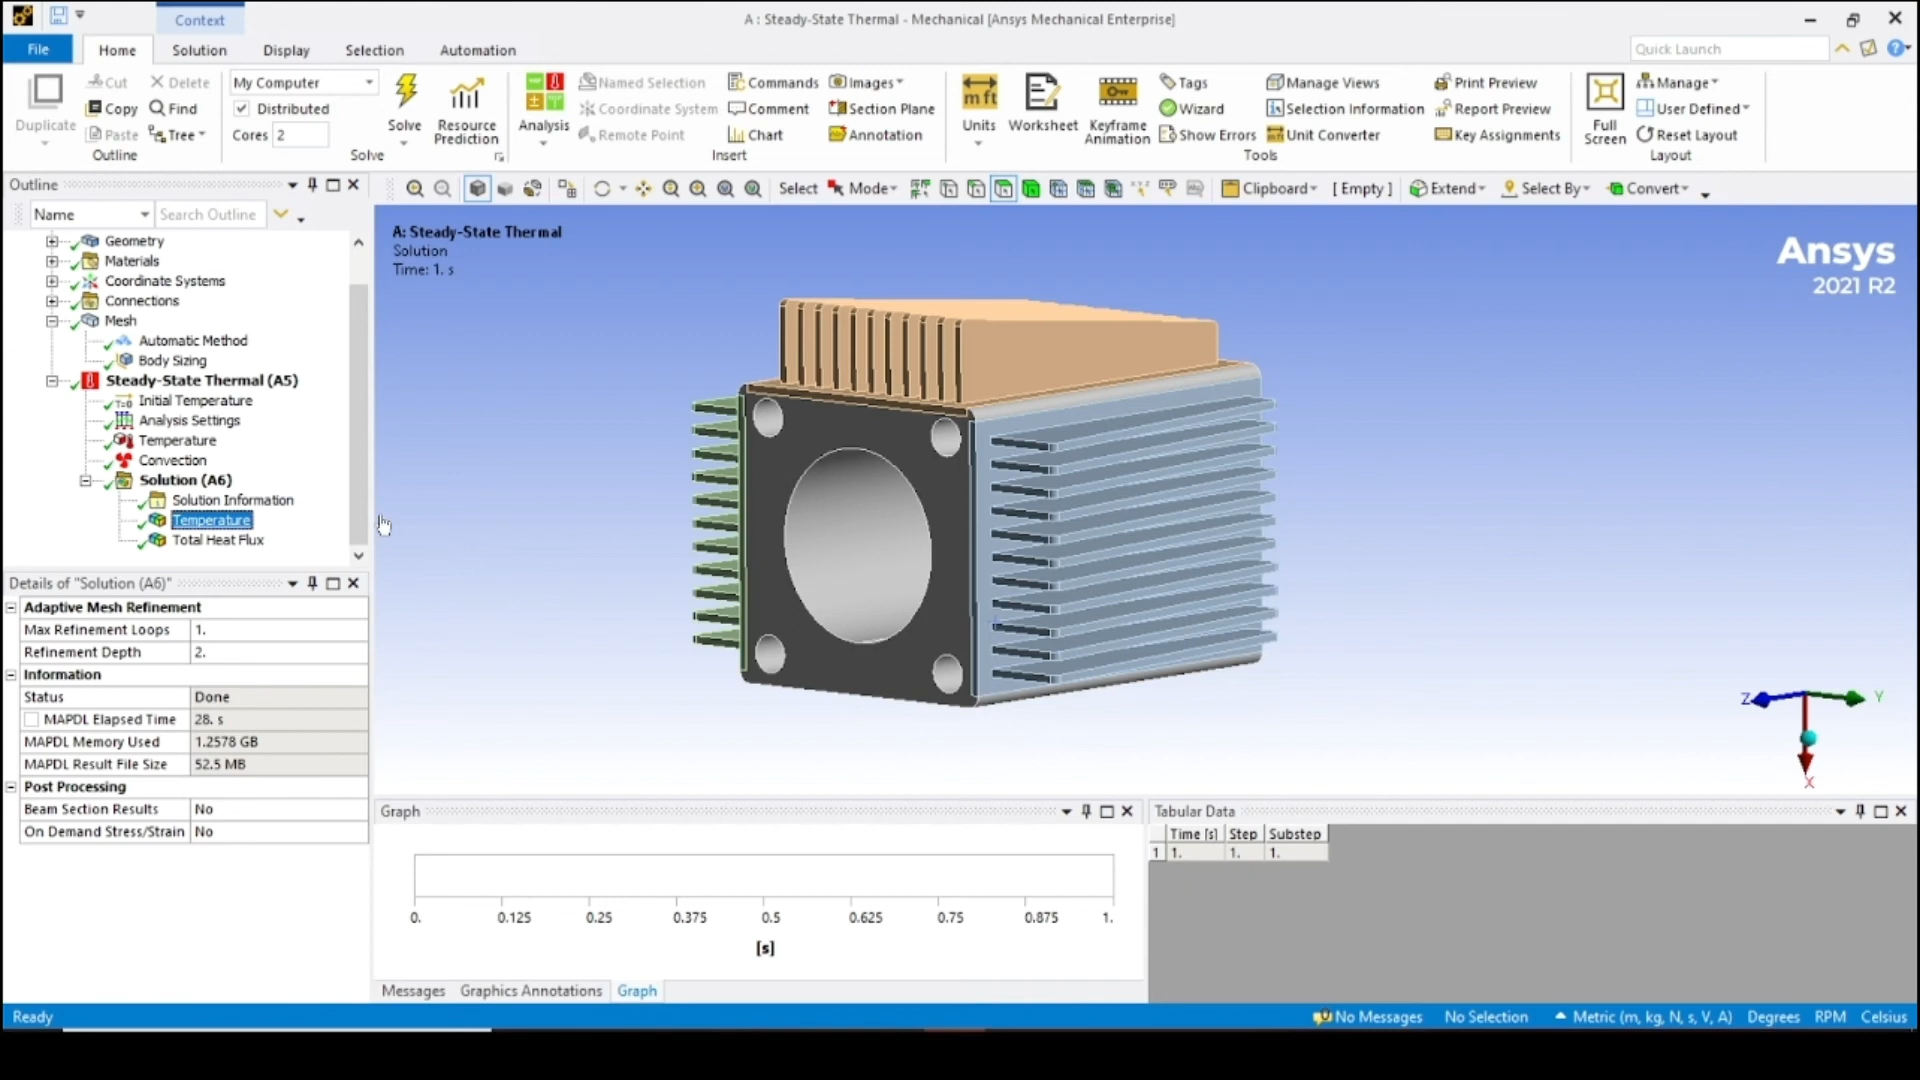 Context
A : Steady-State Thermal - Mechanical [Ansys Mechanical Enterprise]
File Home Solution Display Selection Automation
Quick Launch
Duplicate
Cut Delete
Copy Find
Paste Tree
Outline
My Computer
Distributed
Cores 2
Solve
Resource Prediction
Solve
Analysis
Named Selection Commands Images
Coordinate System Comment Section Plane
Remote Point Chart Annotation
Insert
Units Worksheet Keyframe Animation
Tags Manage Views Print Preview
Wizard Selection Information Report Preview
Show Errors Unit Converter Key Assignments
Tools
Full Screen
Manage
User Defined
Reset Layout
Layout
Outline
Select Mode Clipboard [ Empty ] Extend Select By Convert
Name Search Outline
Geometry
Materials
Coordinate Systems
Connections
Mesh
Automatic Method
Body Sizing
Steady-State Thermal (A5)
Initial Temperature
Analysis Settings
Temperature
Convection
Solution (A6)
Solution Information
Temperature
Total Heat Flux
A: Steady-State Thermal
Solution
Time: 1. s
Ansys
2021 R2
Z Y
X
Details of "Solution (A6)"
Adaptive Mesh Refinement
Max Refinement Loops 1.
Refinement Depth 2.
Information
Status Done
MAPDL Elapsed Time 28. s
MAPDL Memory Used 1.2578 GB
MAPDL Result File Size 52.5 MB
Post Processing
Beam Section Results No
On Demand Stress/Strain No
Graph
0. 0.125 0.25 0.375 0.5 0.625 0.75 0.875 1.
[s]
Messages Graphics Annotations Graph
Tabular Data
Time [s] Step Substep
1 1. 1. 1.
Ready
No Messages No Selection Metric (m, kg, N, s, V, A) Degrees RPM Celsius